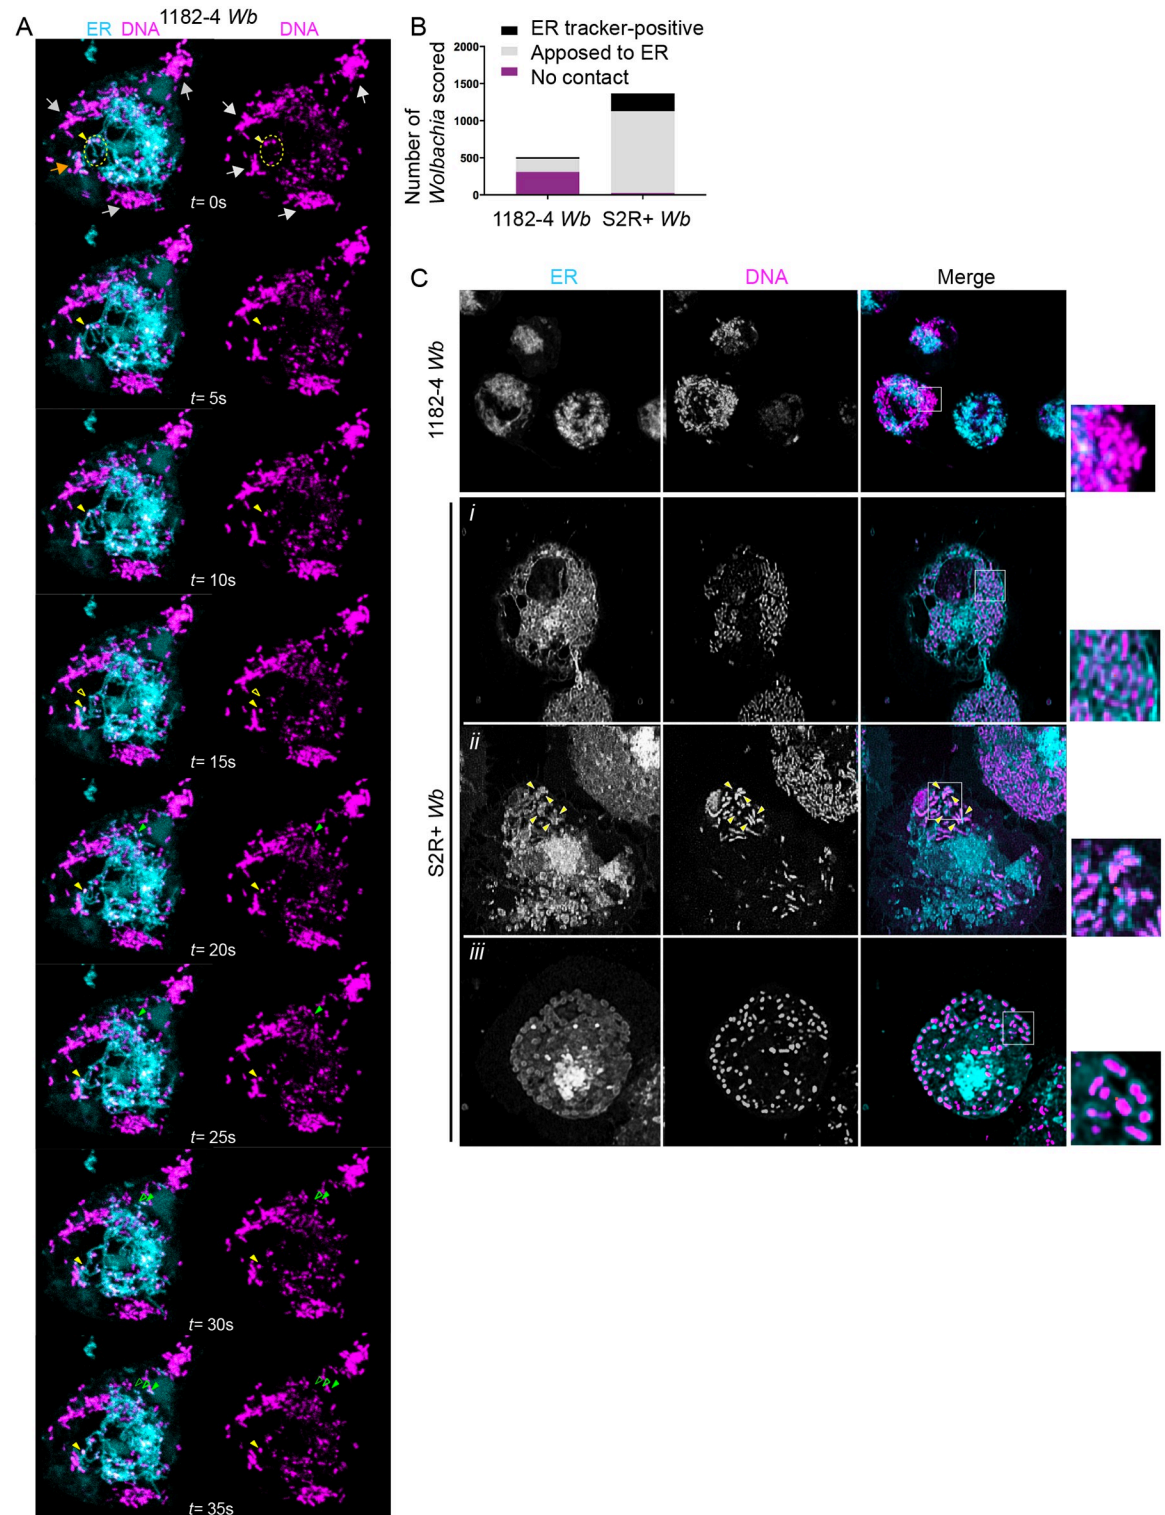 A
1182-4 Wb
ER DNA
DNA
t= 0s
t= 5s
t= 10s
t= 15s
t= 20s
t= 25s
t= 30s
t= 35s
B
ER tracker-positive
Apposed to ER
No contact
Number of
Wolbachia scored
2000
1500
1000
500
0
1182-4 Wb
S2R+ Wb
C
ER
DNA
Merge
1182-4 Wb
S2R+ Wb
i
ii
iii